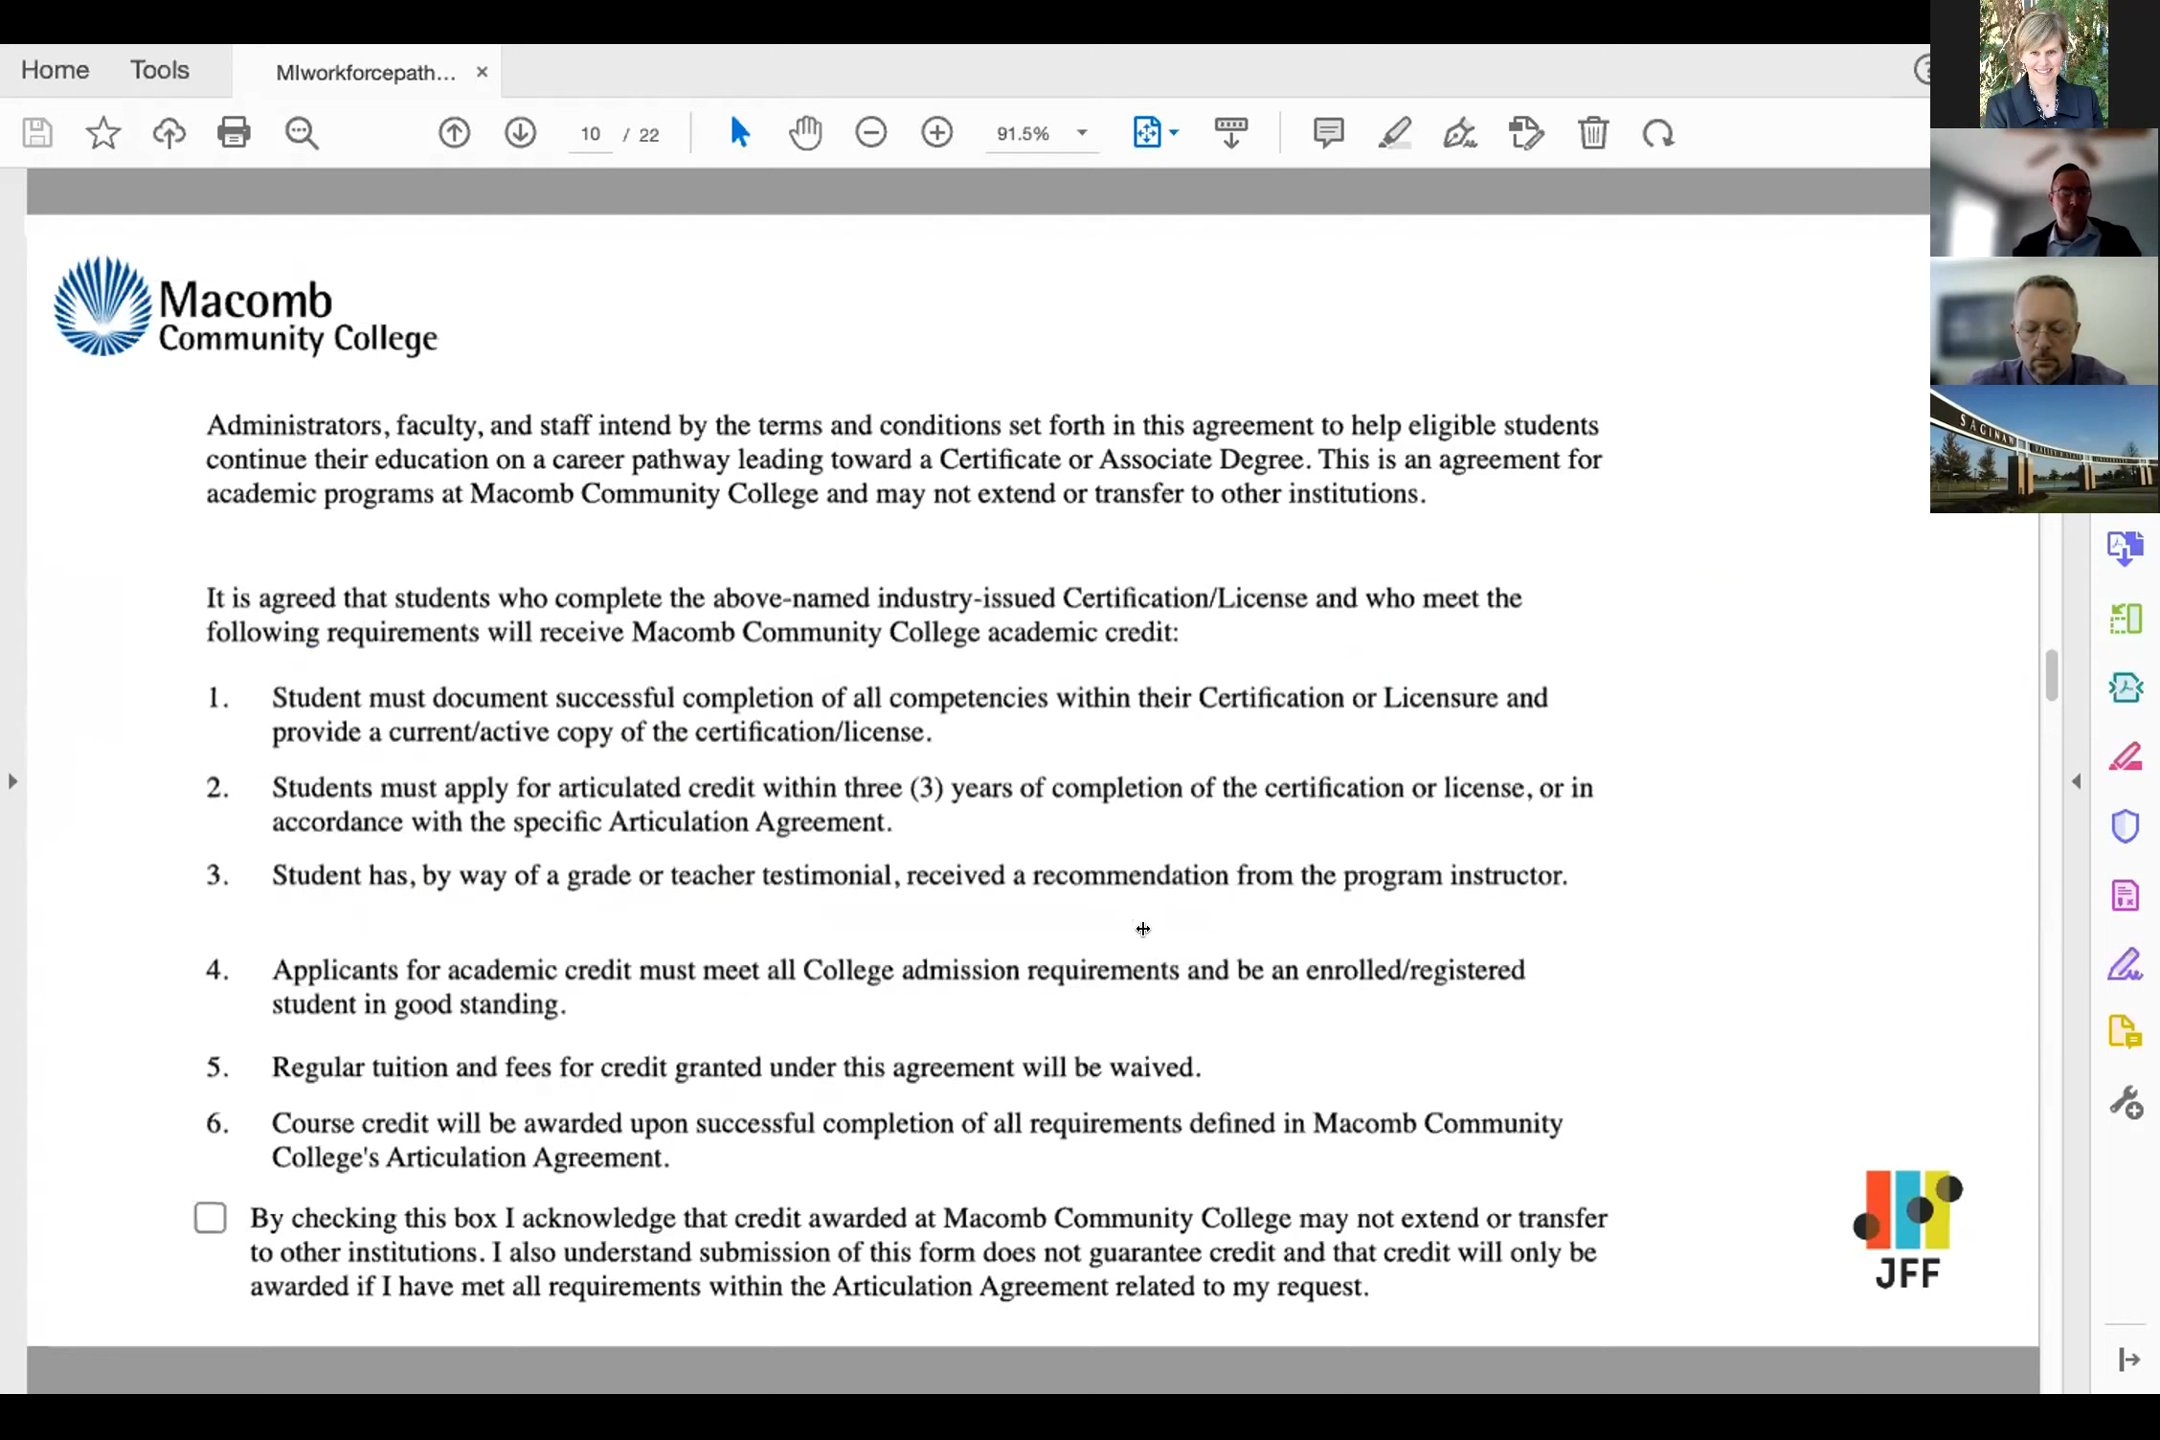 Home Tools MIworkforcepath... ×
10 / 22 91.5%
Macomb
Community College
Administrators, faculty, and staff intend by the terms and conditions set forth in this agreement to help eligible students
continue their education on a career pathway leading toward a Certificate or Associate Degree. This is an agreement for
academic programs at Macomb Community College and may not extend or transfer to other institutions.
It is agreed that students who complete the above-named industry-issued Certification/License and who meet the
following requirements will receive Macomb Community College academic credit:
1. Student must document successful completion of all competencies within their Certification or Licensure and
provide a current/active copy of the certification/license.
2. Students must apply for articulated credit within three (3) years of completion of the certification or license, or in
accordance with the specific Articulation Agreement.
3. Student has, by way of a grade or teacher testimonial, received a recommendation from the program instructor.
4. Applicants for academic credit must meet all College admission requirements and be an enrolled/registered
student in good standing.
5. Regular tuition and fees for credit granted under this agreement will be waived.
6. Course credit will be awarded upon successful completion of all requirements defined in Macomb Community
College's Articulation Agreement.
By checking this box I acknowledge that credit awarded at Macomb Community College may not extend or transfer
to other institutions. I also understand submission of this form does not guarantee credit and that credit will only be
awarded if I have met all requirements within the Articulation Agreement related to my request.
JFF
SAGINAW